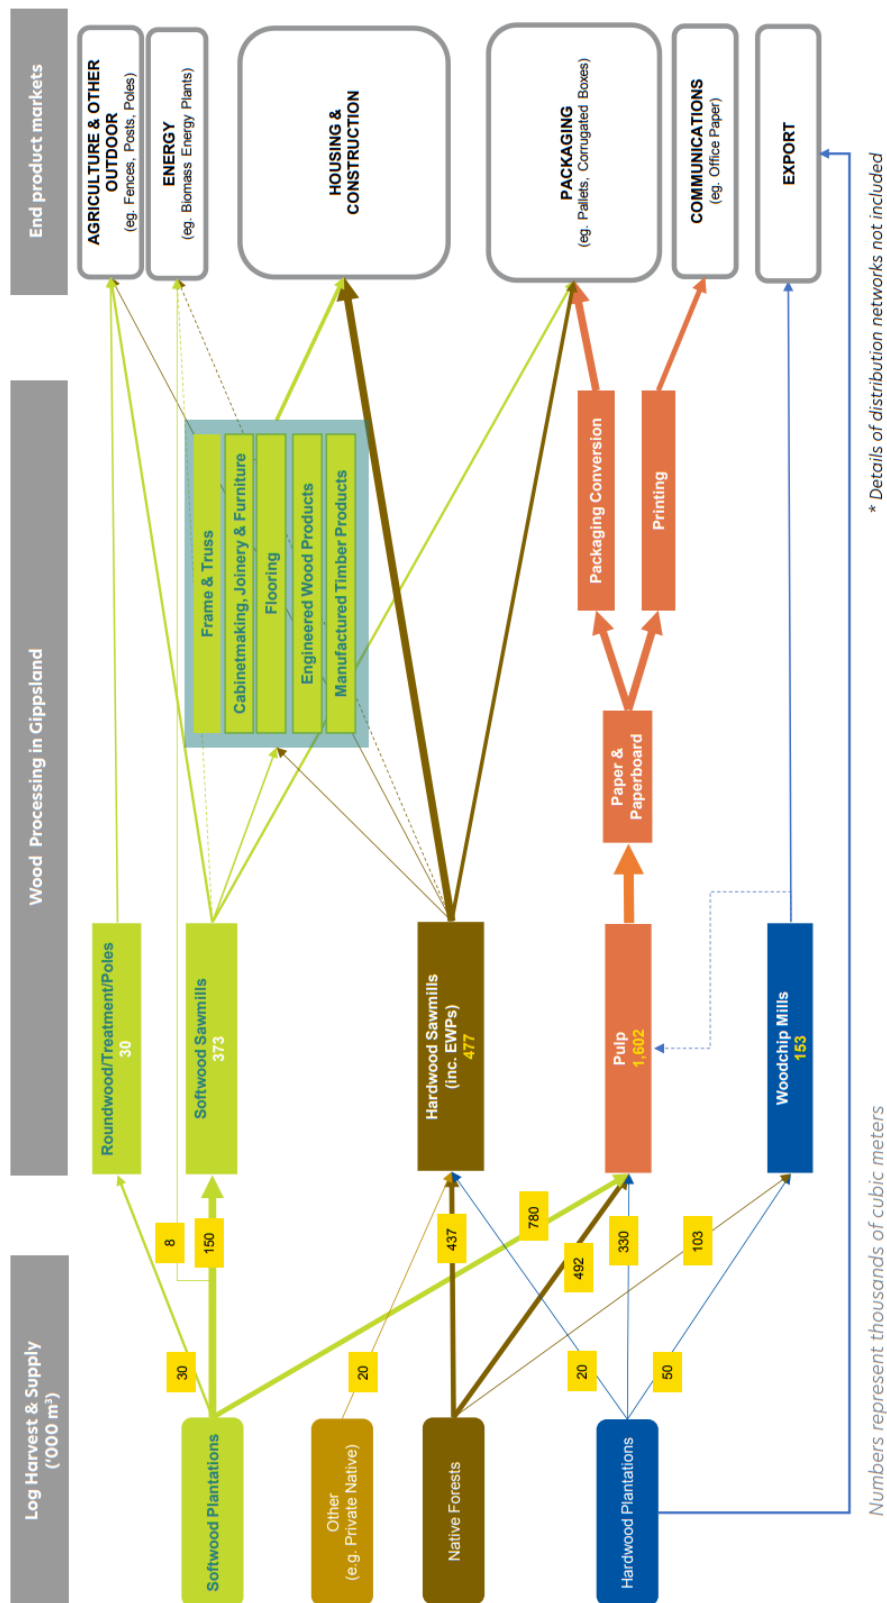 Log Harvest & Supply
('000 m³)
Wood Processing in Gippsland
End product markets
Softwood Plantations
Other
(e.g. Private Native)
Native Forests
Hardwood Plantations
30
8
150
20
437
780
492
20
330
50
103
Roundwood/Treatment/Poles
30
Softwood Sawmills
373
Hardwood Sawmills
(inc. EWPs)
477
Pulp
1,602
Woodchip Mills
153
Frame & Truss
Cabinetmaking, Joinery & Furniture
Flooring
Engineered Wood Products
Manufactured Timber Products
Paper &
Paperboard
Packaging Conversion
Printing
AGRICULTURE & OTHER
OUTDOOR
(eg. Fences, Posts, Poles)
ENERGY
(eg. Biomass Energy Plants)
HOUSING &
CONSTRUCTION
PACKAGING
(eg. Pallets, Corrugated Boxes)
COMMUNICATIONS
(eg. Office Paper)
EXPORT
Numbers represent thousands of cubic meters
* Details of distribution networks not included